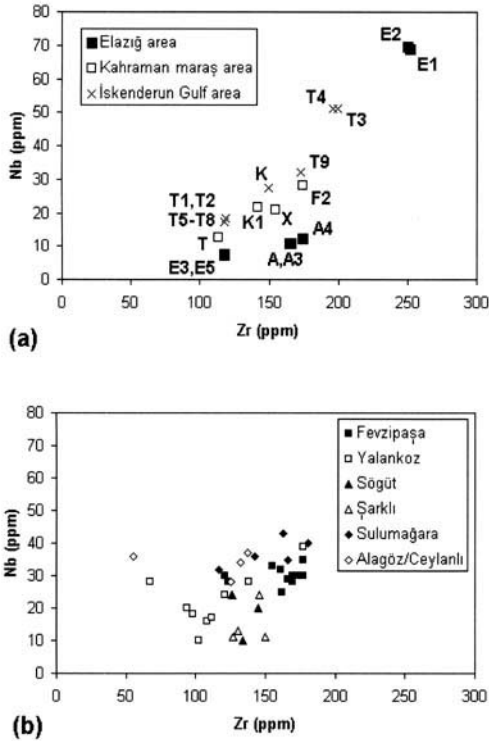 80
70
60
50
40
30
20
10
0
Nb (ppm)
Elazığ area
Kahraman maraş area
İskenderun Gulf area
E2
E1
T4
T3
T9
K
F2
T1,T2
T5-T8
K1
X
A4
T
E3,E5
A,A3
0 50 100 150 200 250 300
Zr (ppm)
(a)
80
70
60
50
40
30
20
10
0
Nb (ppm)
Fevzipaşa
Yalankoz
Sögüt
Şarklı
Sulumağara
Alagöz/Ceylanlı
0 50 100 150 200 250 300
Zr (ppm)
(b)